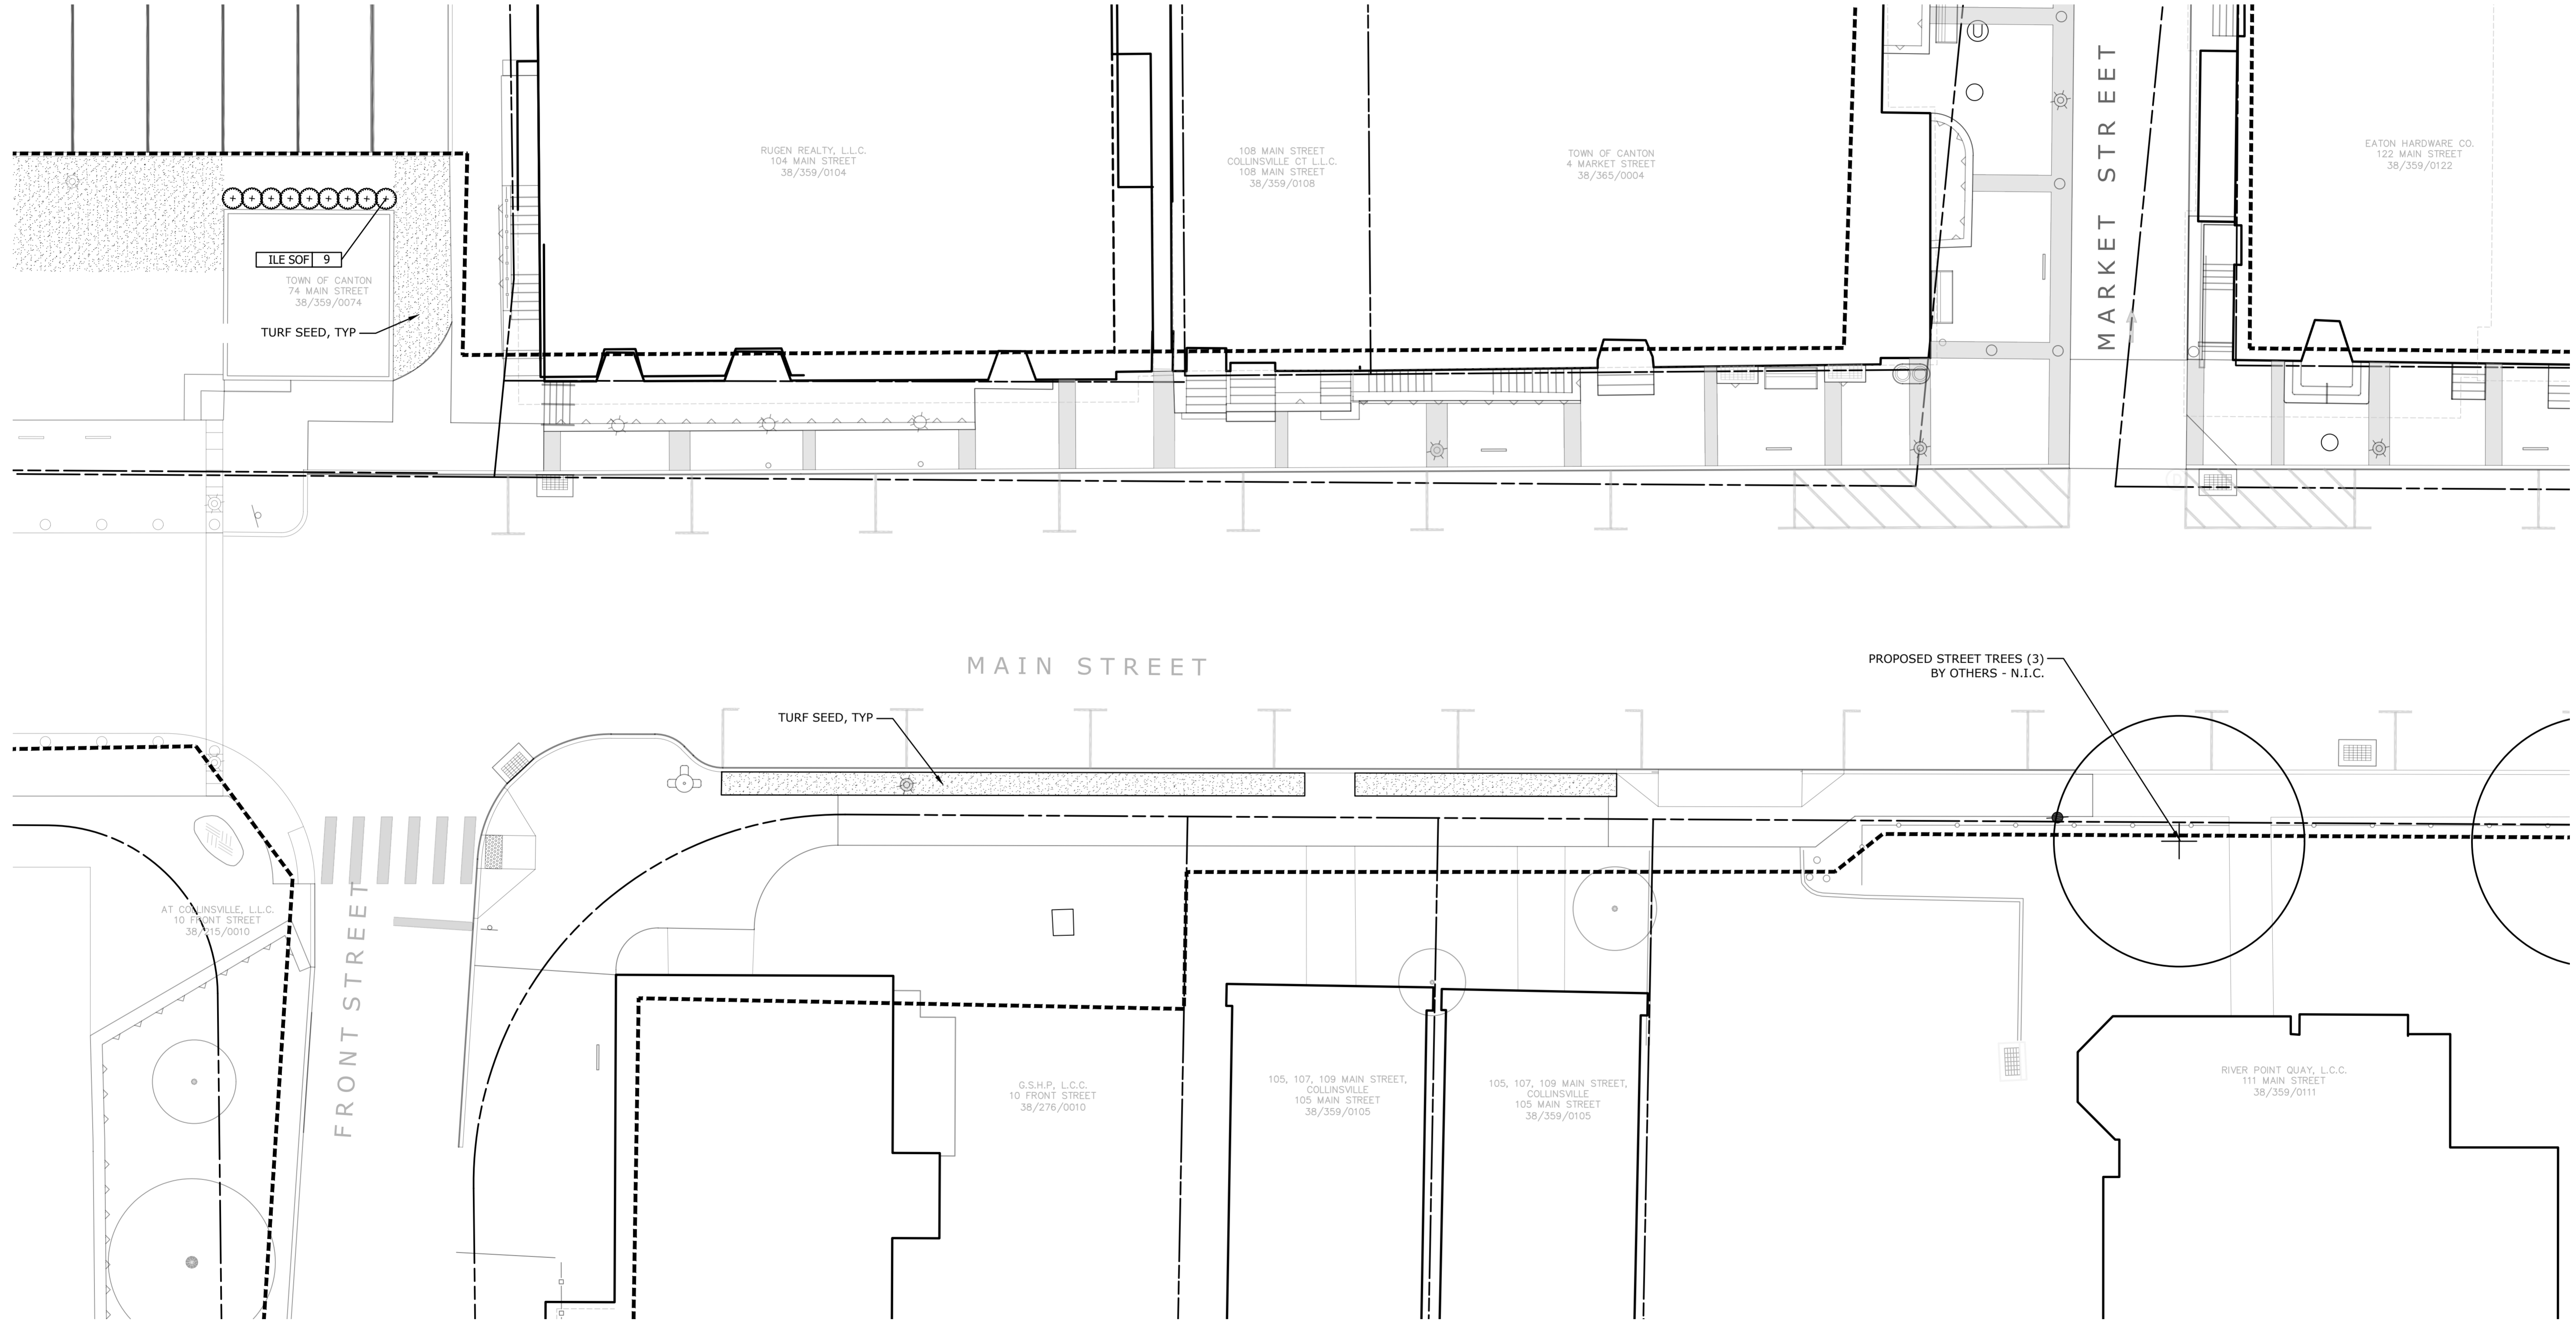 RUGEN REALTY, L.L.C.
104 MAIN STREET
38/359/0104
108 MAIN STREET
COLLINSVILLE CT L.L.C.
108 MAIN STREET
38/359/0108
TOWN OF CANTON
4 MARKET STREET
38/365/0004
U
MARKET STREET
EATON HARDWARE CO.
122 MAIN STREET
38/359/0122
ILE SOF 9
TOWN OF CANTON
74 MAIN STREET
38/359/0074
TURF SEED, TYP
MAIN STREET
PROPOSED STREET TREES (3)
BY OTHERS - N.I.C.
TURF SEED, TYP
AT COLLINSVILLE, L.L.C.
10 FRONT STREET
38/215/0010
FRONT STREET
G.S.H.P, L.C.C.
10 FRONT STREET
38/276/0010
105, 107, 109 MAIN STREET,
COLLINSVILLE
105 MAIN STREET
38/359/0105
105, 107, 109 MAIN STREET,
COLLINSVILLE
105 MAIN STREET
38/359/0105
RIVER POINT QUAY, L.C.C.
111 MAIN STREET
38/359/0111